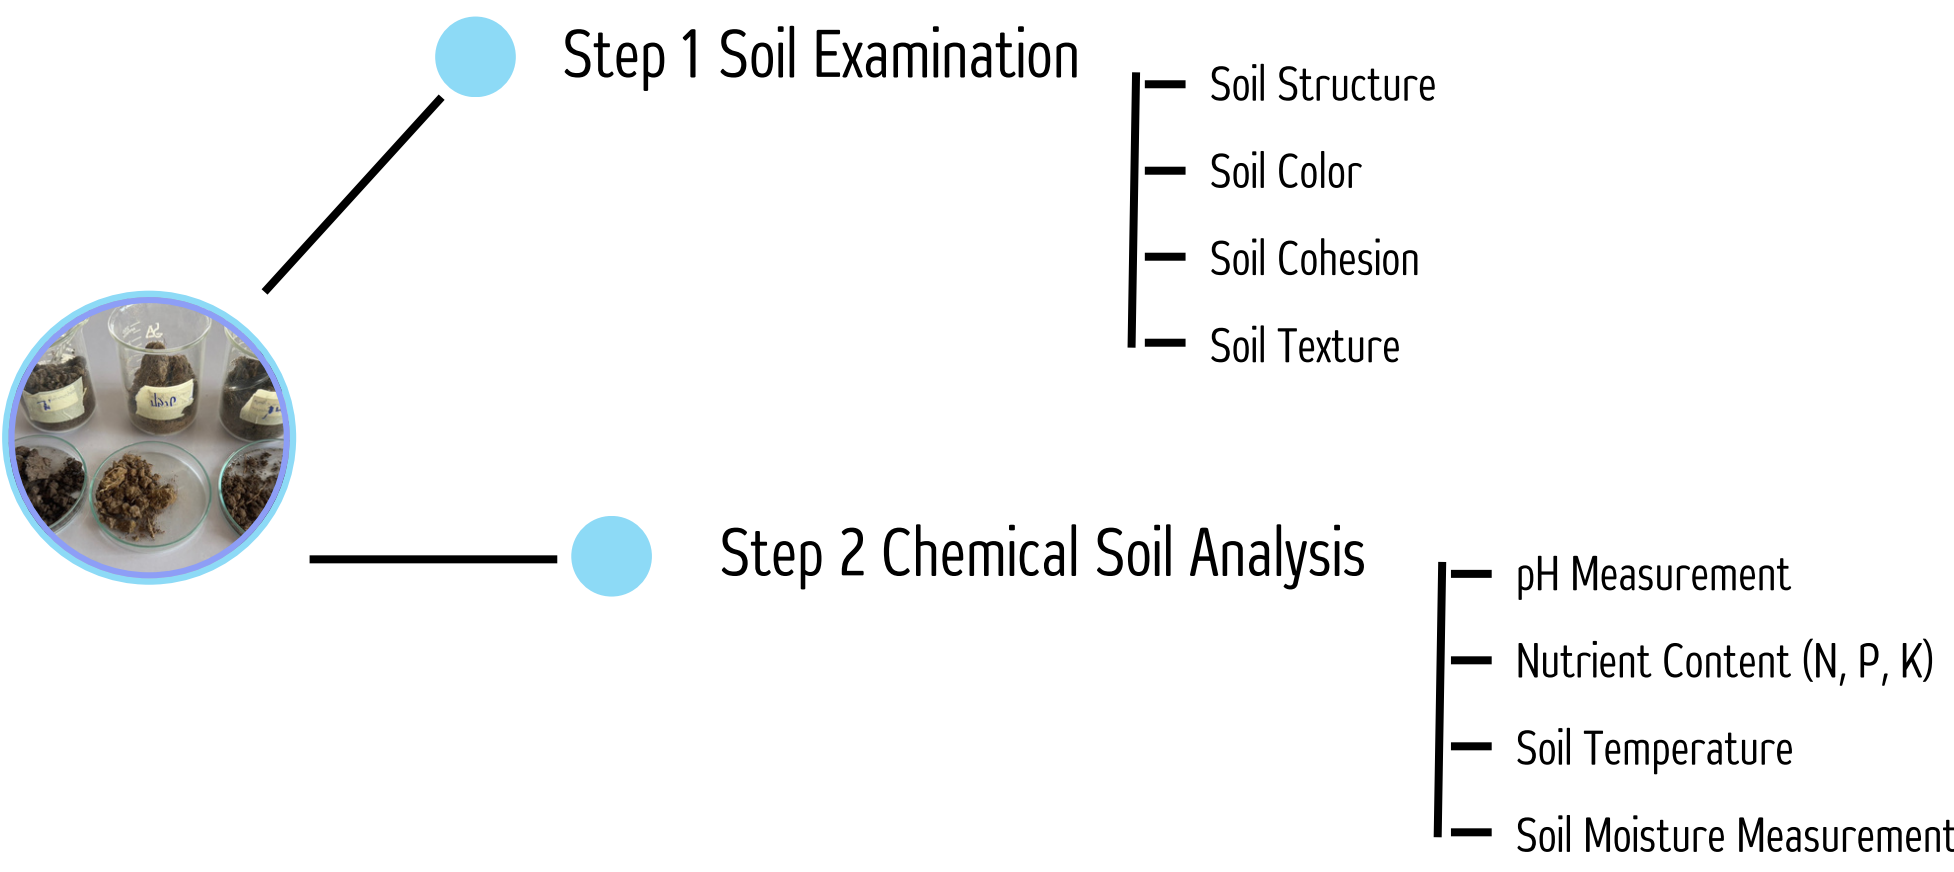 Step 1 Soil Examination
Soil Structure
Soil Color
Soil Cohesion
Soil Texture
Step 2 Chemical Soil Analysis
pH Measurement
Nutrient Content (N, P, K)
Soil Temperature
Soil Moisture Measurement